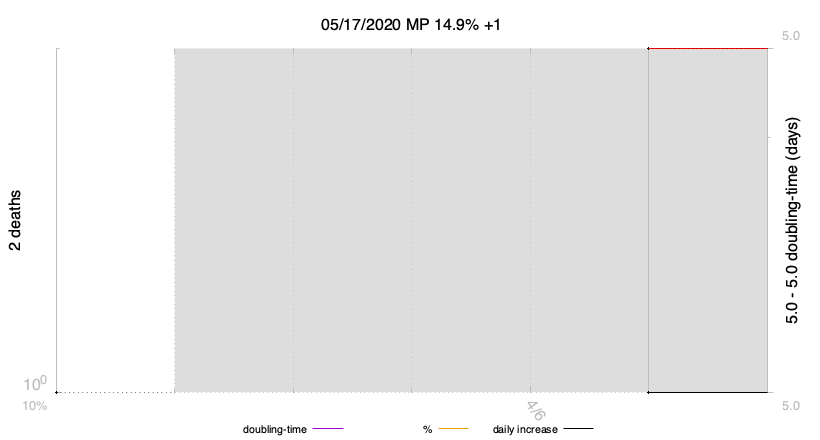 05/17/2020 MP 14.9% +1
5.0
2 deaths
5.0 - 5.0 doubling-time (days)
10⁰
10%
4/6
5.0
doubling-time
%
daily increase